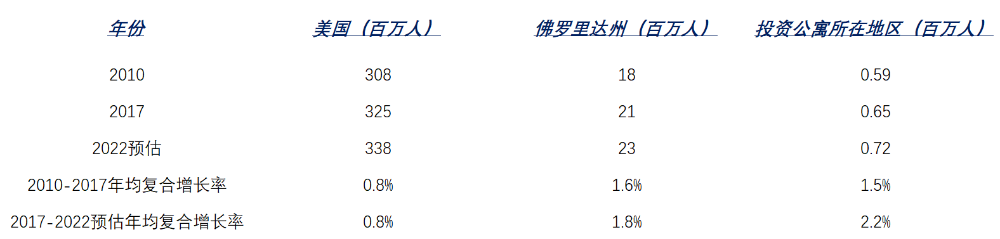 年份 美国（百万人） 佛罗里达州（百万人） 投资公寓所在地区（百万人）
2010 308 18 0.59
2017 325 21 0.65
2022预估 338 23 0.72
2010-2017年均复合增长率 0.8% 1.6% 1.5%
2017-2022预估年均复合增长率 0.8% 1.8% 2.2%